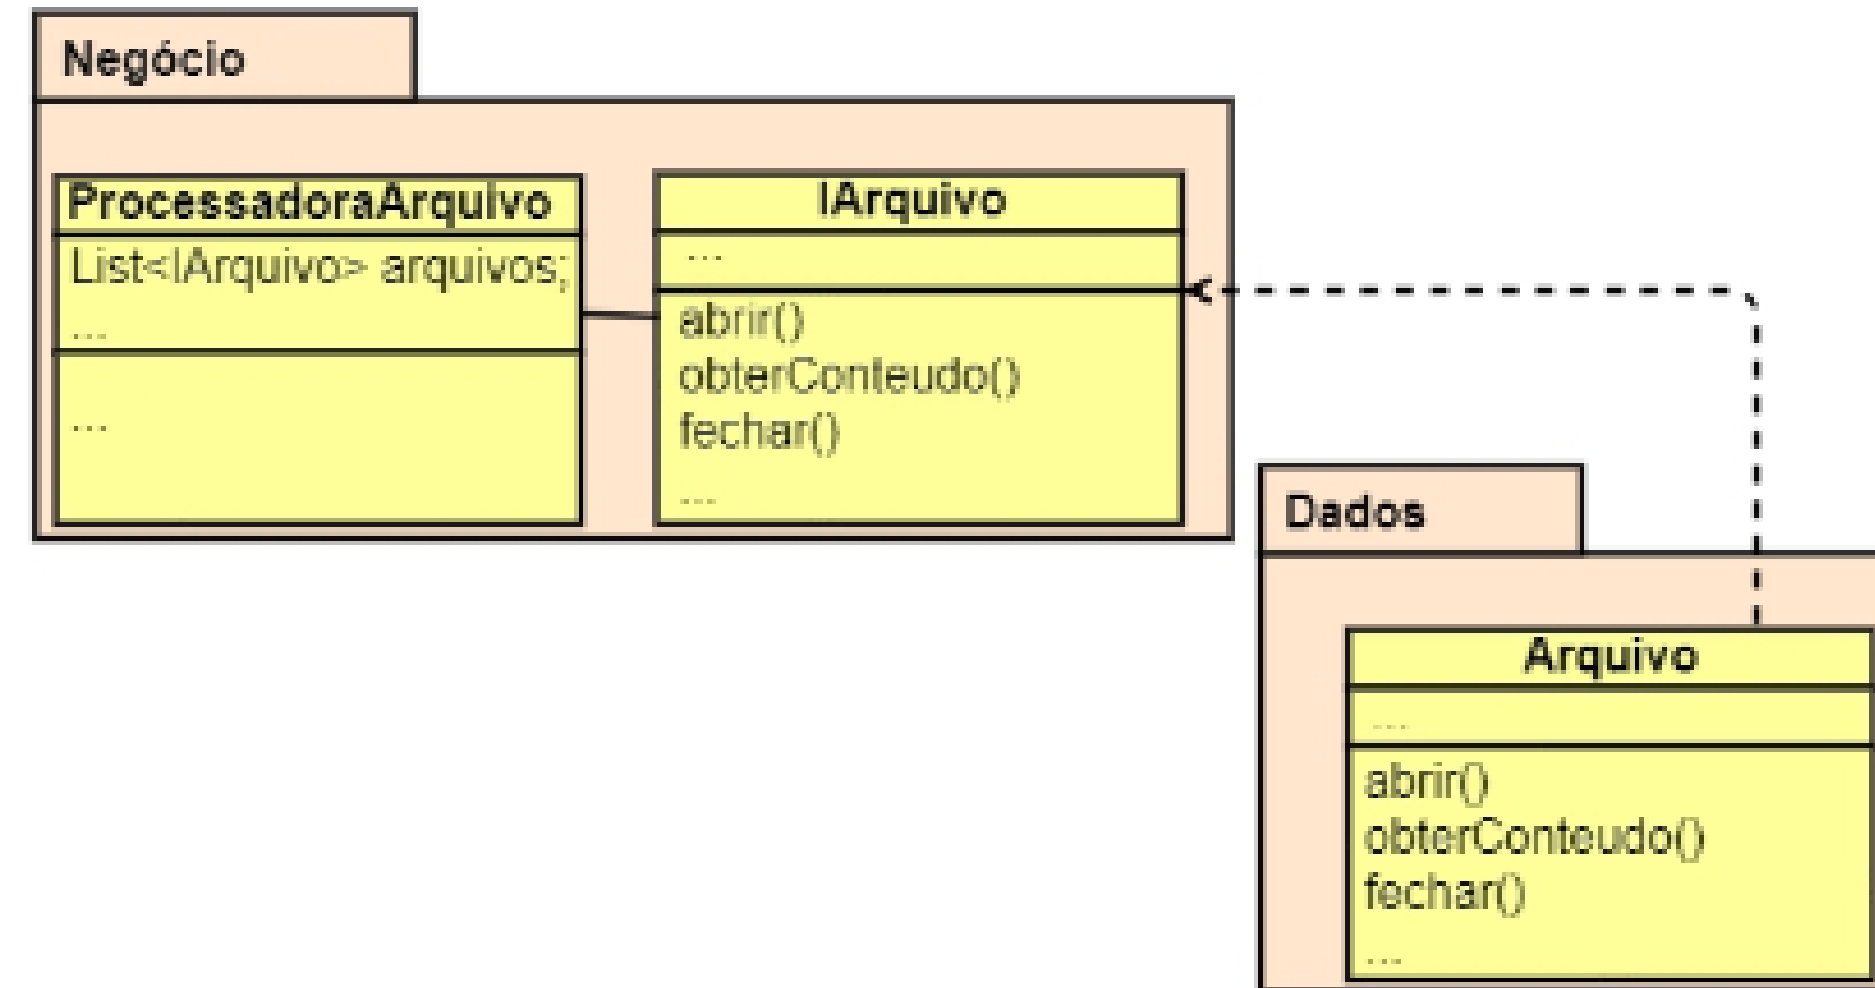 Negócio
ProcessadoraArquivo
List<IArquivo> arquivos;
...
...
IArquivo
...
abrir()
obterConteudo()
fechar()
...
Dados
Arquivo
...
abrir()
obterConteudo()
fechar()
...